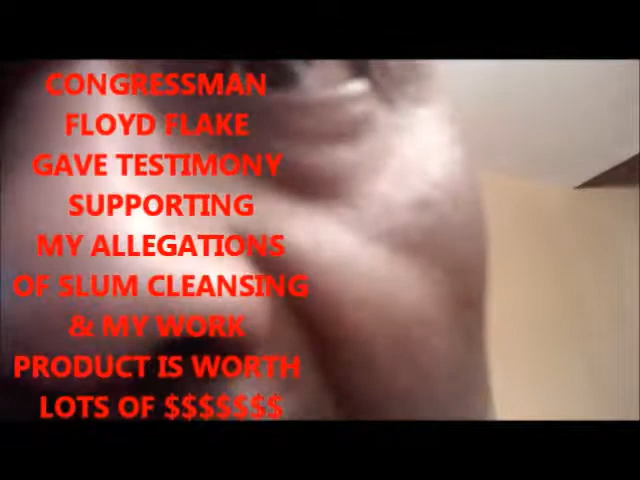 CONGRESSMAN
FLOYD FLAKE
GAVE TESTIMONY
SUPPORTING
MY ALLEGATIONS
OF SLUM CLEANSING
& MY WORK
PRODUCT IS WORTH
LOTS OF $$$$$$$